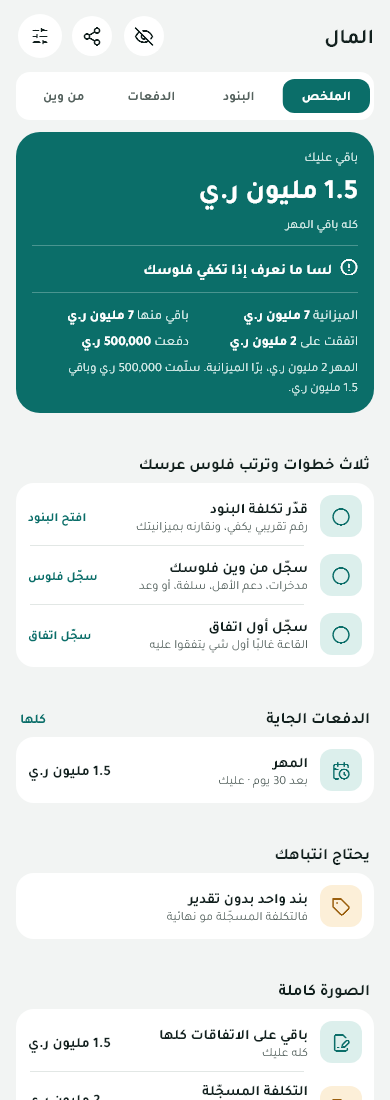 المال
الملخص
البنود
الدفعات
من وين
باقي عليك
1.5 مليون ر.ي
كله باقي المهر
لسا ما نعرف إذا تكفي فلوسك
الميزانية 7 مليون ر.ي
باقي منها 7 مليون ر.ي
اتفقت على 2 مليون ر.ي
دفعت 500,000 ر.ي
المهر 2 مليون ر.ي، برّا الميزانية. سلّمت 500,000 ر.ي وباقي
1.5 مليون ر.ي.
ثلاث خطوات وترتب فلوس عرسك
قدّر تكلفة البنود
رقم تقريبي يكفي، ونقارنه بميزانيتك
افتح البنود
سجّل من وين فلوسك
مدخرات، دعم الأهل، سلفة، أو وعد
سجّل فلوس
سجّل أول اتفاق
القاعة غالبًا أول شي يتفقوا عليه
سجّل اتفاق
الدفعات الجاية
كلها
المهر
بعد 30 يوم · عليك
1.5 مليون ر.ي
يحتاج انتباهك
بند واحد بدون تقدير
فالتكلفة المسجّلة مو نهائية
الصورة كاملة
باقي على الاتفاقات كلها
كله عليك
1.5 مليون ر.ي
التكلفة المسجّلة